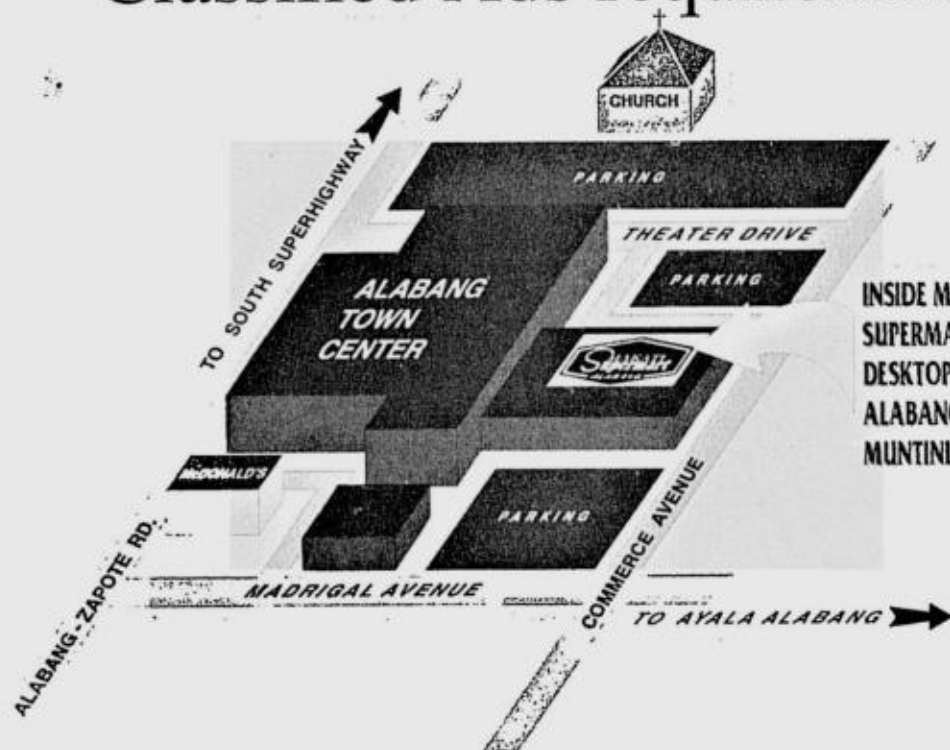 CHURCH
PARKING
TO SOUTH SUPERHIGHWAY
THEATER DRIVE
PARKING
ALABANG
TOWN
CENTER
INSIDE M
SUPERMA
DESKTOP
ALABANG
MUNTINL
McDONALD'S
PARKING
ALABANG-ZAPOTE RD.
MADRIGAL AVENUE
COMMERCE AVENUE
TO AYALA ALABANG